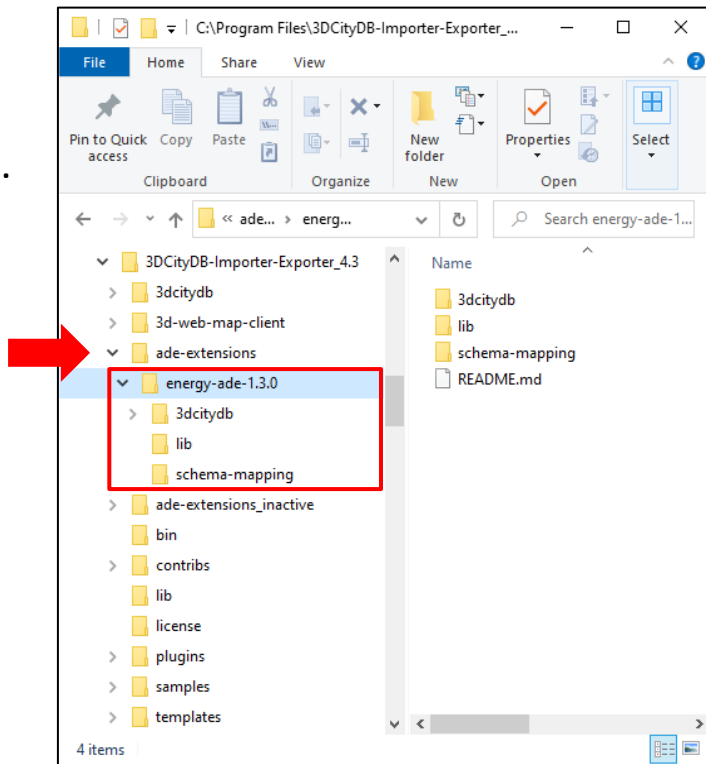 C:\Program Files\3DCityDB-Importer-Exporter_...
File Home Share View
Pin to Quick access
Copy
Paste
New folder
Properties
Select
Clipboard Organize New Open
« ade... › energ...
Search energy-ade-1...
3DCityDB-Importer-Exporter_4.3
3dcitydb
3d-web-map-client
ade-extensions
energy-ade-1.3.0
3dcitydb
lib
schema-mapping
ade-extensions_inactive
bin
contribs
lib
license
plugins
samples
templates
Name
3dcitydb
lib
schema-mapping
README.md
4 items